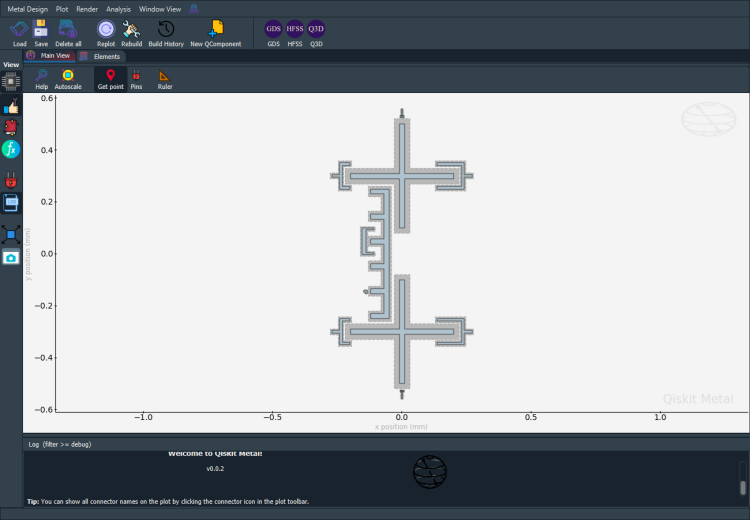 Metal Design Plot Render Analysis Window View
GDS HFSS Q3D
Load Save Delete all Replot Rebuild Build History New QComponent GDS HFSS Q3D
View Main View Elements
Help Autoscale Get point Pins Ruler
fx
0.6
0.4
0.2
0.0
−0.2
−0.4
−0.6
y position (mm)
Qiskit Metal
−1.0 −0.5 0.0 0.5 1.0
x position (mm)
Log (filter >= debug)
Welcome to Qiskit Metal!
v0.0.2
Tip: You can show all connector names on the plot by clicking the connector icon in the plot toolbar.